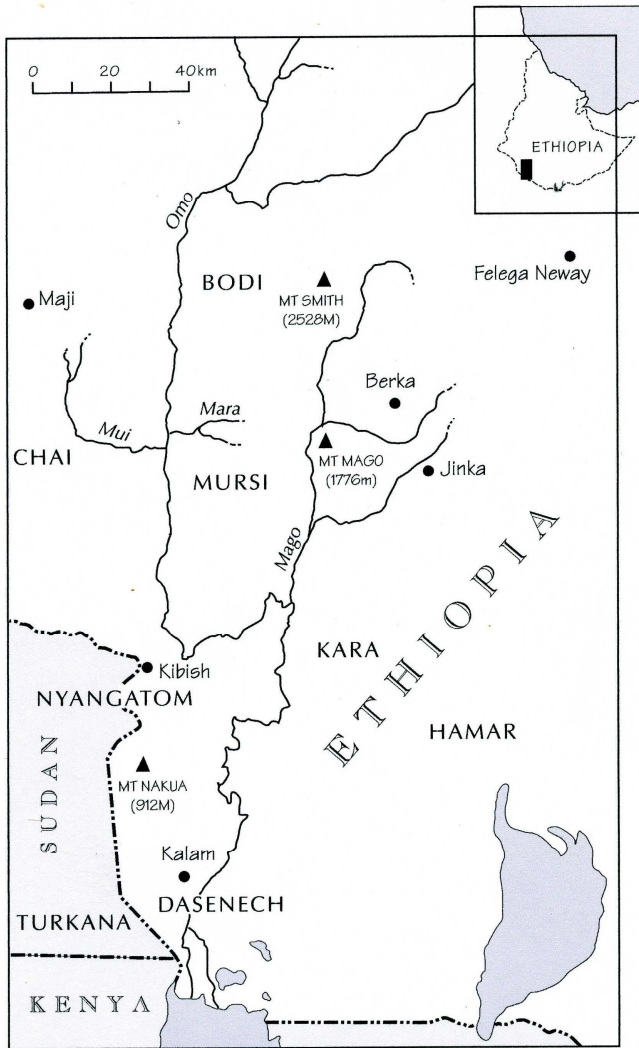 0 20 40km
ETHIOPIA
Omo
Felega Neway
BODI
MT SMITH
(2528M)
Maji
Berka
Mara
Mui
CHAI
MT MAGO
(1776m)
Jinka
MURSI
Mago
ETHIOPIA
KARA
Kibish
NYANGATOM
HAMAR
SUDAN
MT NAKUA
(912M)
Kalam
DASENECH
TURKANA
KENYA